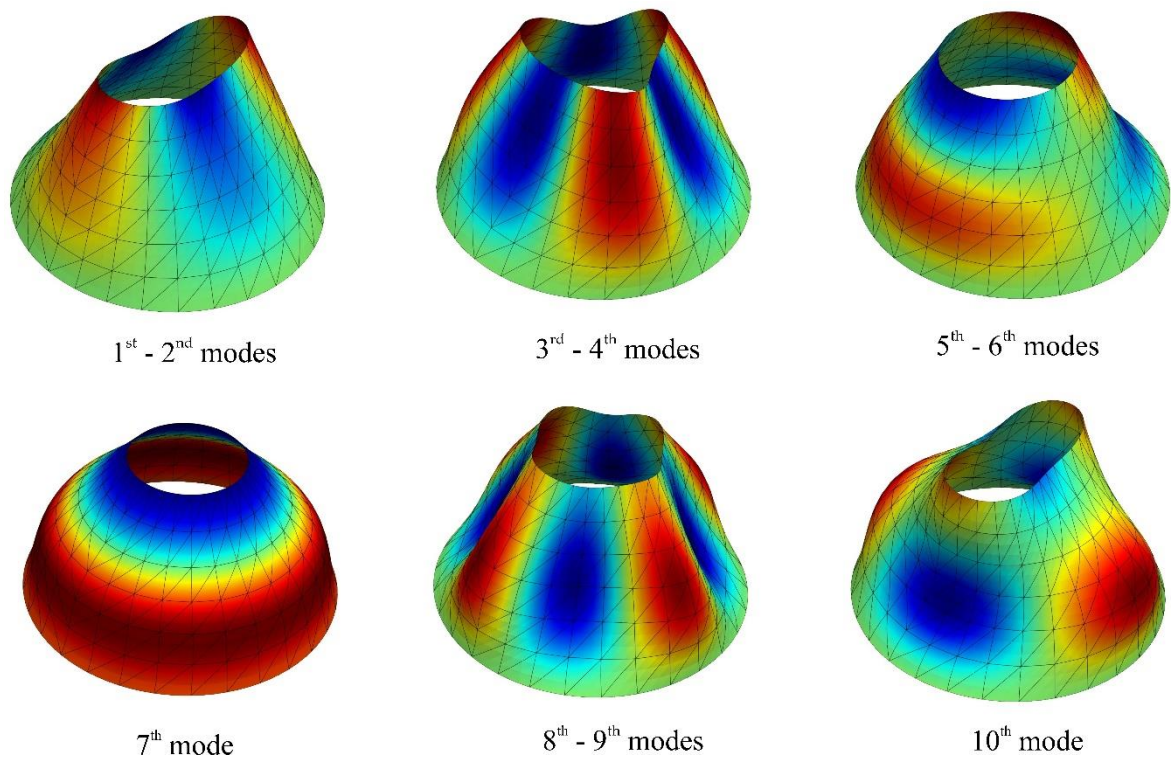 1st - 2nd modes
3rd - 4th modes
5th - 6th modes
7th mode
8th - 9th modes
10th mode